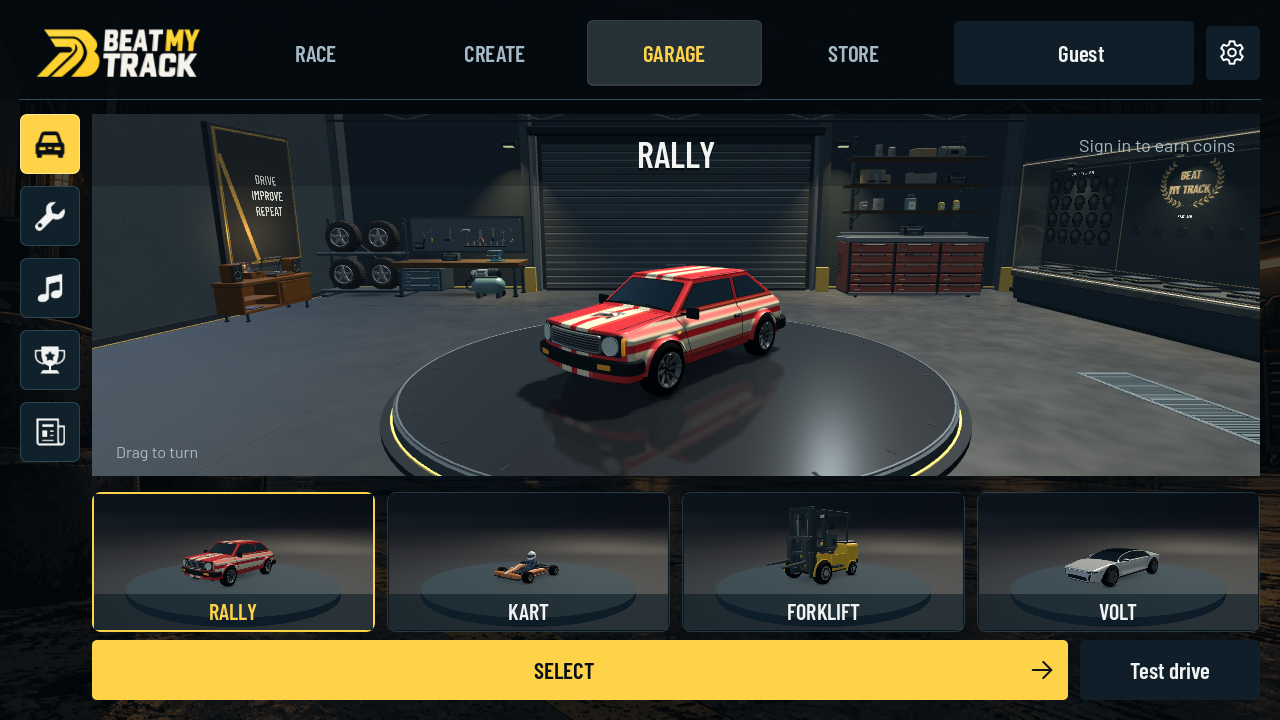 BEAT MY
TRACK
RACE
CREATE
GARAGE
STORE
Guest
RALLY
Sign in to earn coins
DRIVE
IMPROVE
REPEAT
BEAT
MY TRACK
Drag to turn
RALLY
KART
FORKLIFT
VOLT
SELECT
Test drive